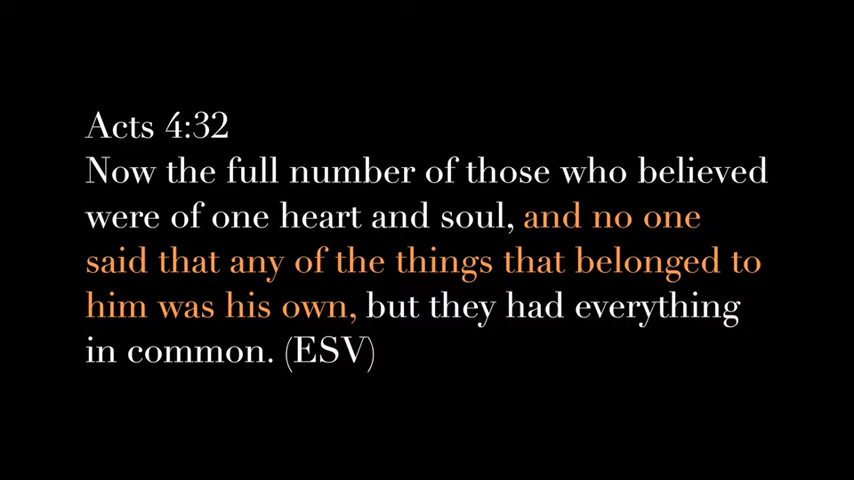 Acts 4:32
Now the full number of those who believed
were of one heart and soul, and no one
said that any of the things that belonged to
him was his own, but they had everything
in common. (ESV)